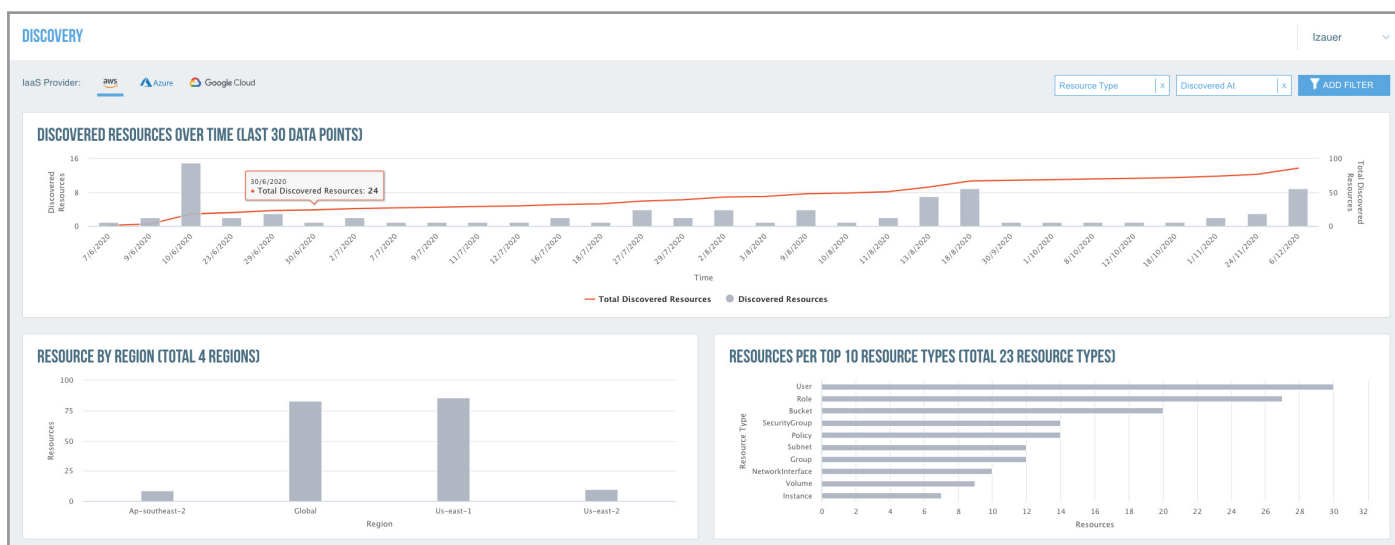 DISCOVERY
Izauer
IaaS Provider:
aws
Azure
Google Cloud
Resource Type x
Discovered At x
ADD FILTER
DISCOVERED RESOURCES OVER TIME (LAST 30 DATA POINTS)
Discovered
Resources
16
8
0
30/6/2020
Total Discovered Resources: 24
100
50
0
Total Discovered
Resources
7/6/2020
9/6/2020
10/6/2020
23/6/2020
29/6/2020
30/6/2020
2/7/2020
7/7/2020
9/7/2020
11/7/2020
12/7/2020
16/7/2020
18/7/2020
27/7/2020
29/7/2020
2/8/2020
3/8/2020
9/8/2020
10/8/2020
11/8/2020
13/8/2020
18/8/2020
30/9/2020
1/10/2020
8/10/2020
12/10/2020
18/10/2020
1/11/2020
24/11/2020
6/12/2020
Time
Total Discovered Resources
Discovered Resources
RESOURCE BY REGION (TOTAL 4 REGIONS)
Resources
100
75
50
25
0
Ap-southeast-2
Global
Us-east-1
Us-east-2
Region
RESOURCES PER TOP 10 RESOURCE TYPES (TOTAL 23 RESOURCE TYPES)
Resource Type
User
Role
Bucket
SecurityGroup
Policy
Subnet
Group
NetworkInterface
Volume
Instance
0 2 4 6 8 10 12 14 16 18 20 22 24 26 28 30 32
Resources